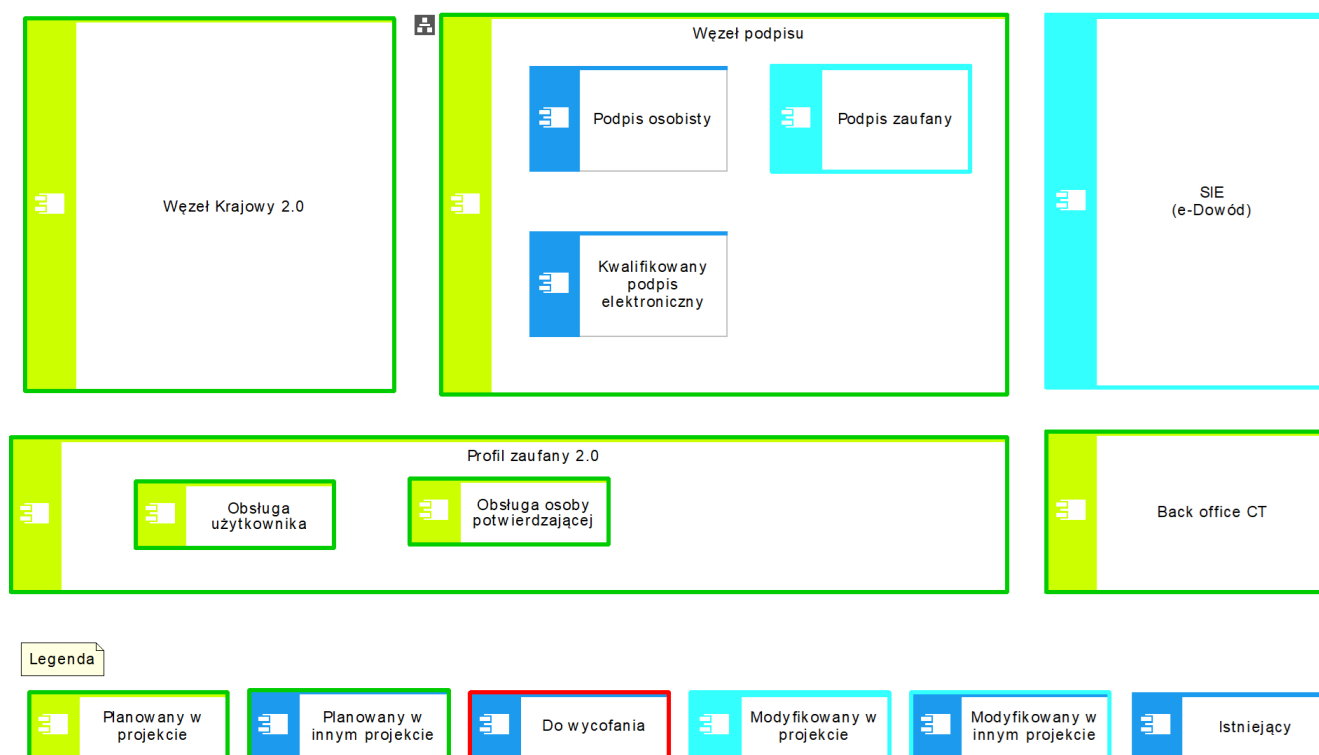 Węzeł Krajowy 2.0
Węzeł podpisu
Podpis osobisty
Podpis zaufany
Kwalifikowany
podpis
elektroniczny
SIE
(e-Dowód)
Profil zaufany 2.0
Obsługa
użytkownika
Obsługa osoby
potwierdzającej
Back office CT
Legenda
Planowany w
projekcie
Planowany w
innym projekcie
Do wycofania
Modyfikowany w
projekcie
Modyfikowany w
innym projekcie
Istniejący